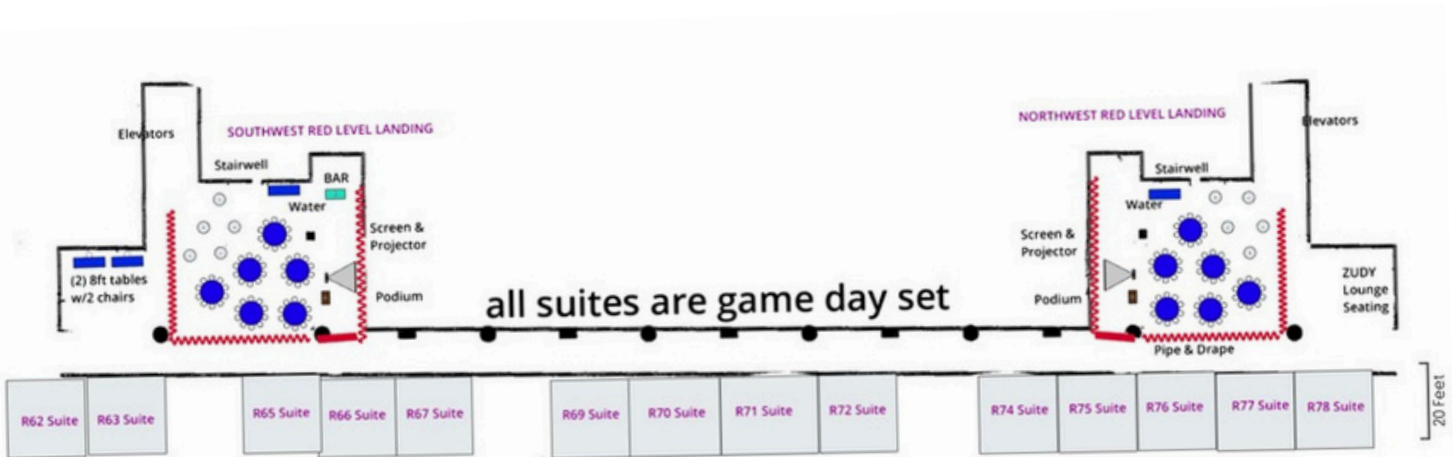 Elevators
SOUTHWEST RED LEVEL LANDING
Stairwell
BAR
Water
Screen &
Projector
(2) 8ft tables
w/2 chairs
Podium
all suites are game day set
NORTHWEST RED LEVEL LANDING
Elevators
Stairwell
Water
Screen &
Projector
Podium
ZUDY
Lounge
Seating
Pipe & Drape
R62 Suite
R63 Suite
R65 Suite
R66 Suite
R67 Suite
R69 Suite
R70 Suite
R71 Suite
R72 Suite
R74 Suite
R75 Suite
R76 Suite
R77 Suite
R78 Suite
20 Feet